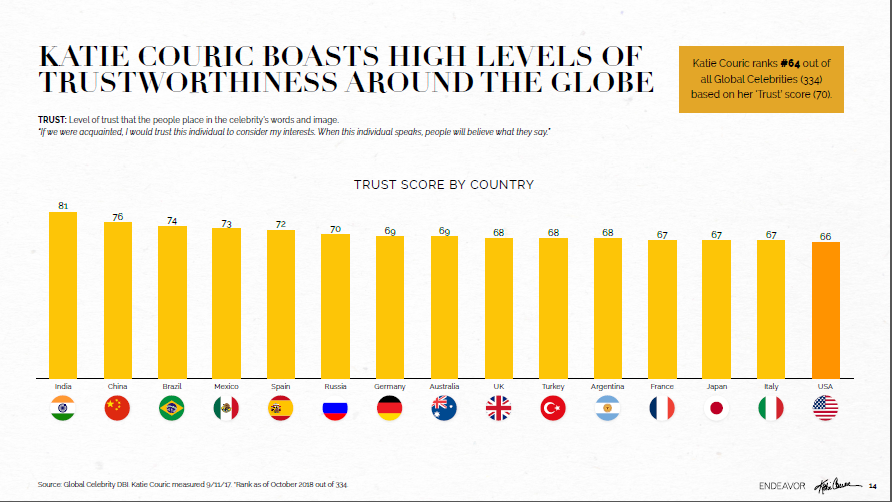 KATIE COURIC BOASTS HIGH LEVELS OF
TRUSTWORTHINESS AROUND THE GLOBE
Katie Couric ranks #64 out of
all Global Celebrities (334)
based on her 'Trust' score (70).
TRUST: Level of trust that the people place in the celebrity's words and image.
"If we were acquainted, I would trust this individual to consider my interests. When this individual speaks, people will believe what they say."
TRUST SCORE BY COUNTRY
81 76 74 73 72 70 69 69 68 68 68 67 67 67 66
India China Brazil Mexico Spain Russia Germany Australia UK Turkey Argentina France Japan Italy USA
Source: Global Celebrity DBI. Katie Couric measured 9/11/17. *Rank as of October 2018 out of 334.
ENDEAVOR Katie Couric 14